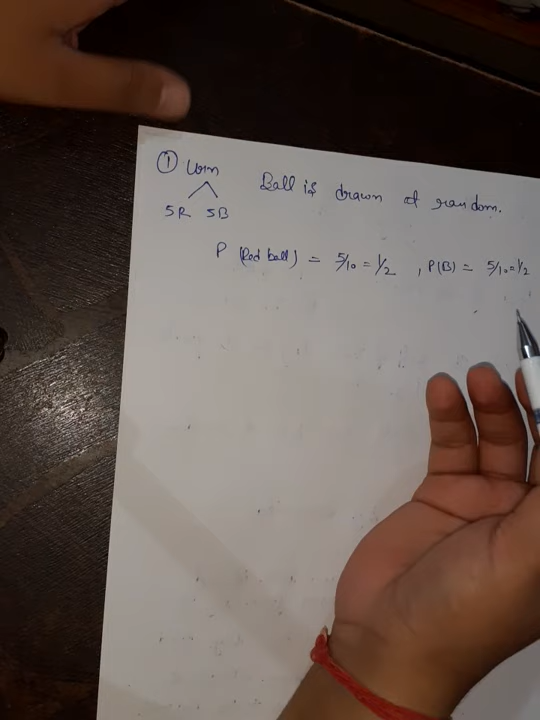 ① Urn Ball is drawn at random.
5R 5B
P (Red ball) = 5/10 = 1/2 , P(B) = 5/10 = 1/2